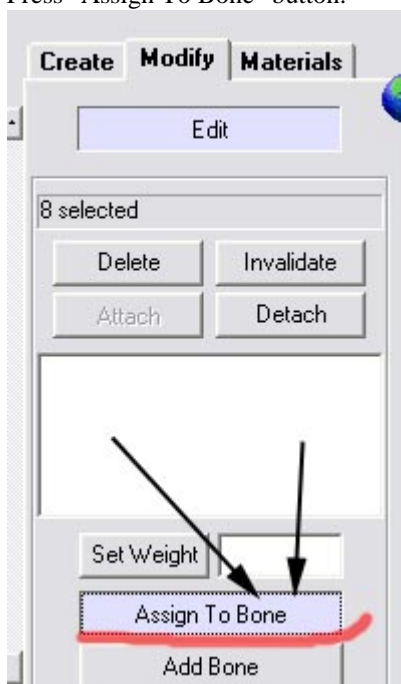 Press "Assign To Bone" button.
Create Modify Materials
Edit
8 selected
Delete Invalidate
Attach Detach
Set Weight
Assign To Bone
Add Bone